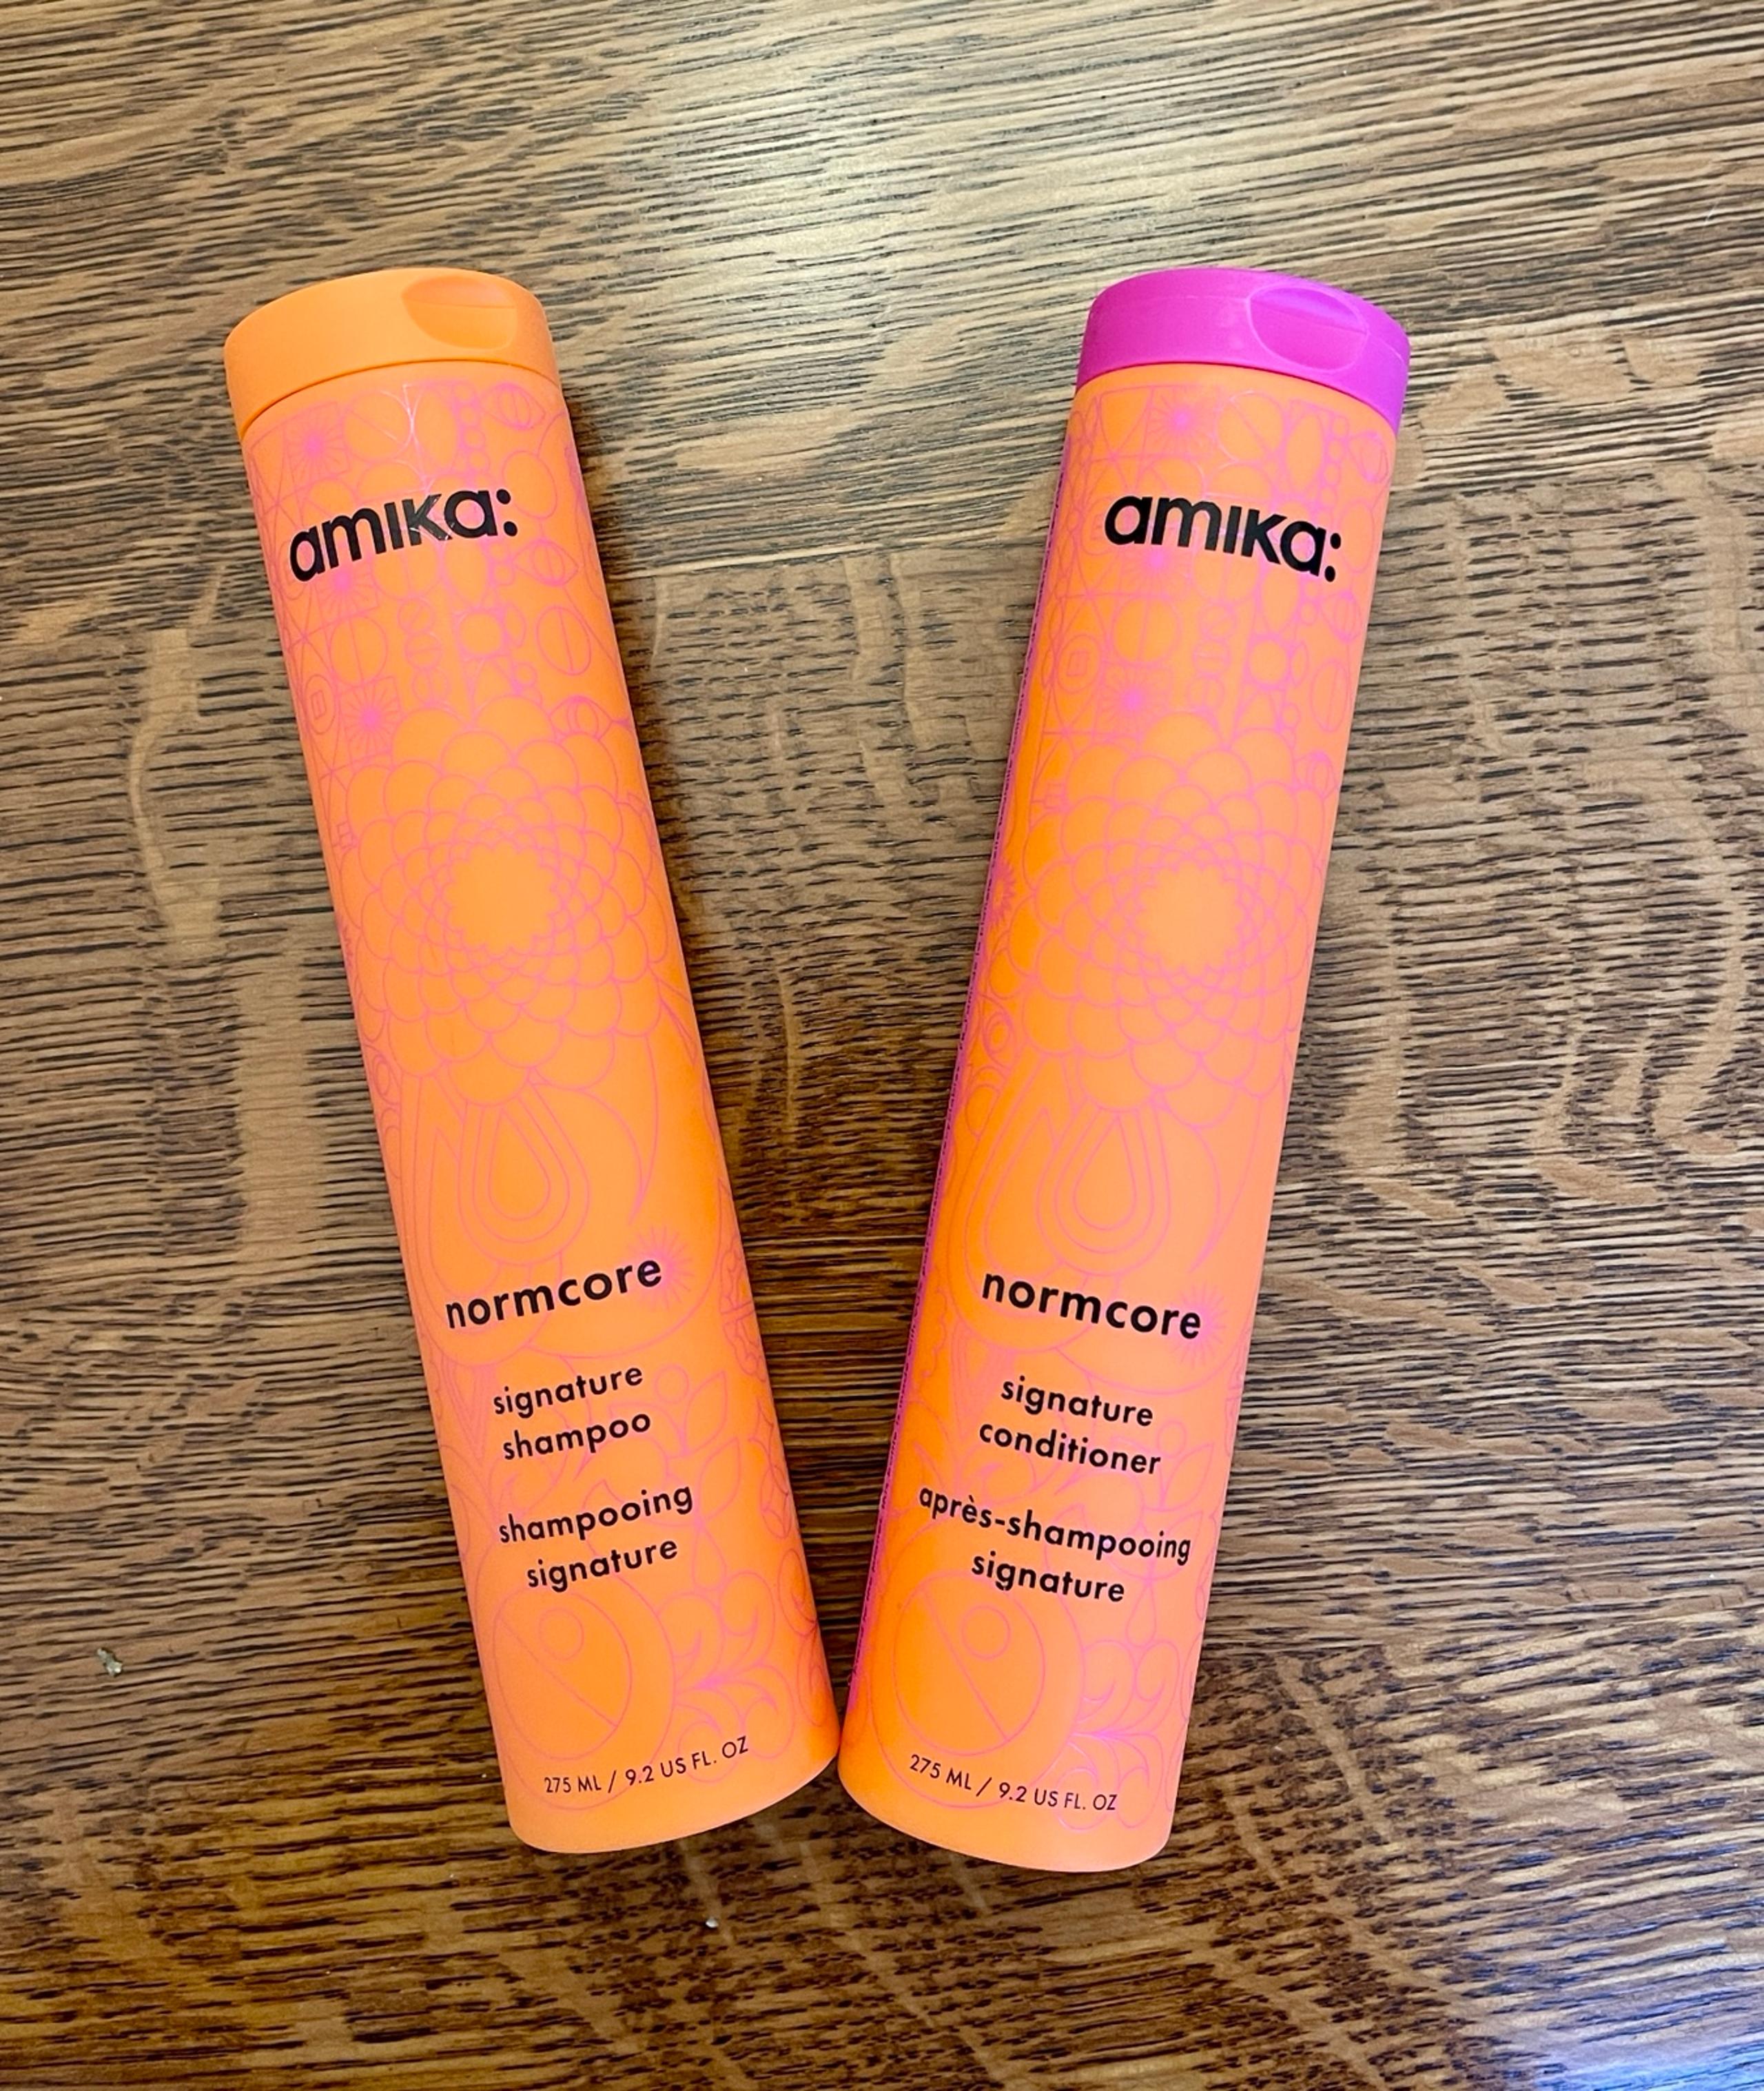 amika:
normcore
signature
shampoo
shampooing
signature
275 ML / 9.2 US FL. OZ
amika:
normcore
signature
conditioner
après-shampooing
signature
275 ML / 9.2 US FL. OZ